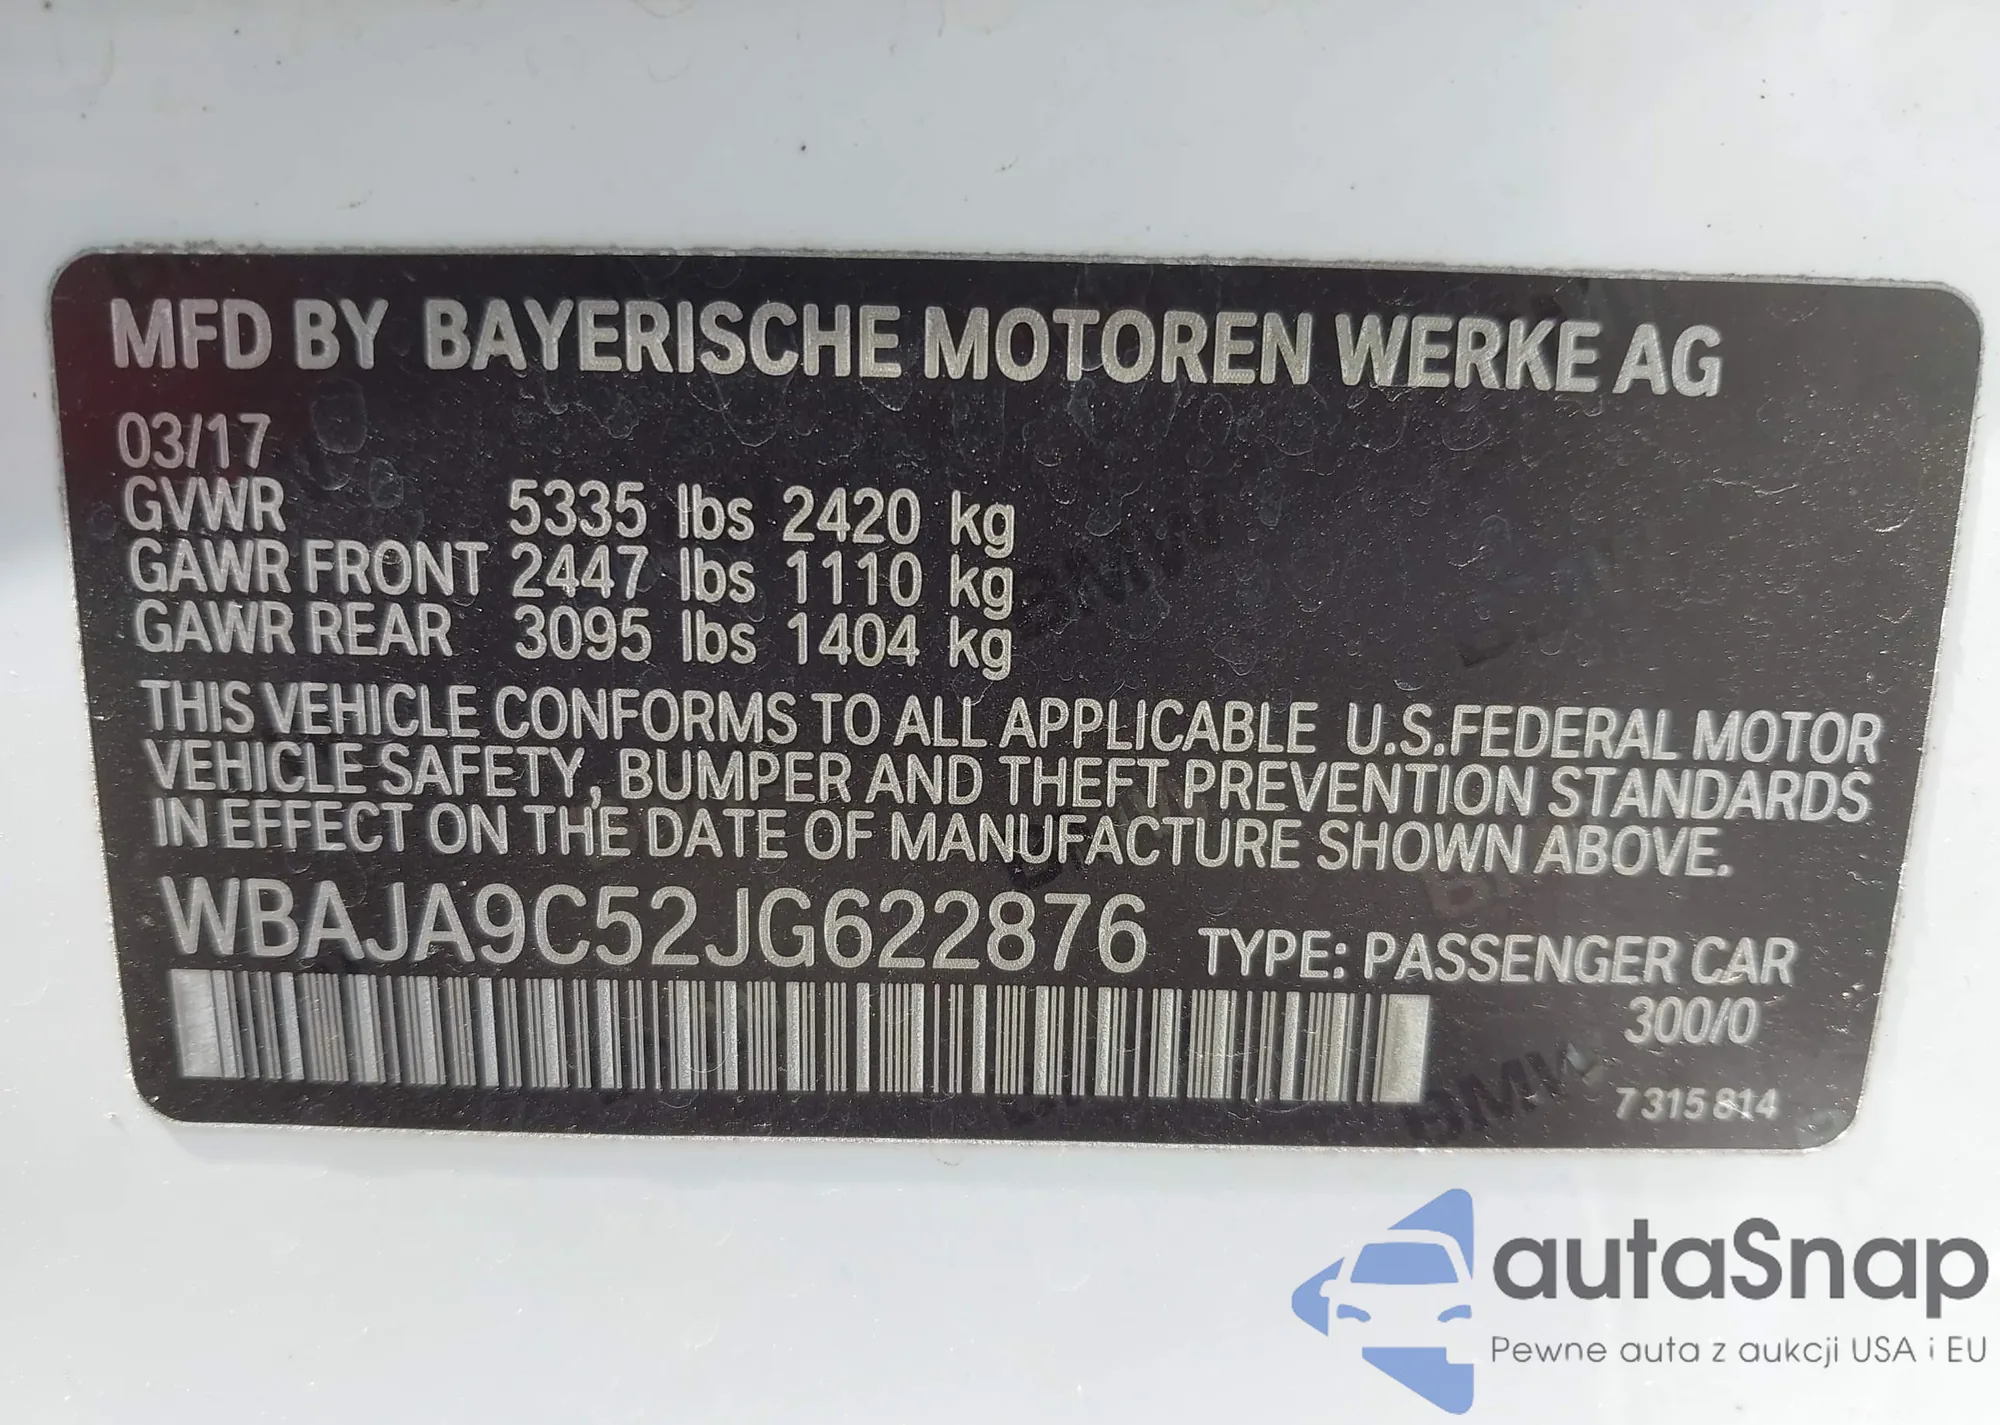 MFD BY BAYERISCHE MOTOREN WERKE AG
03/17
GVWR 5335 lbs 2420 kg
GAWR FRONT 2447 lbs 1110 kg
GAWR REAR 3095 lbs 1404 kg
THIS VEHICLE CONFORMS TO ALL APPLICABLE U.S.FEDERAL MOTOR
VEHICLE SAFETY, BUMPER AND THEFT PREVENTION STANDARDS
IN EFFECT ON THE DATE OF MANUFACTURE SHOWN ABOVE.
WBAJA9C52JG622876 TYPE: PASSENGER CAR
300/0
7 315 814
autaSnap
Pewne auta z aukcji USA i EU